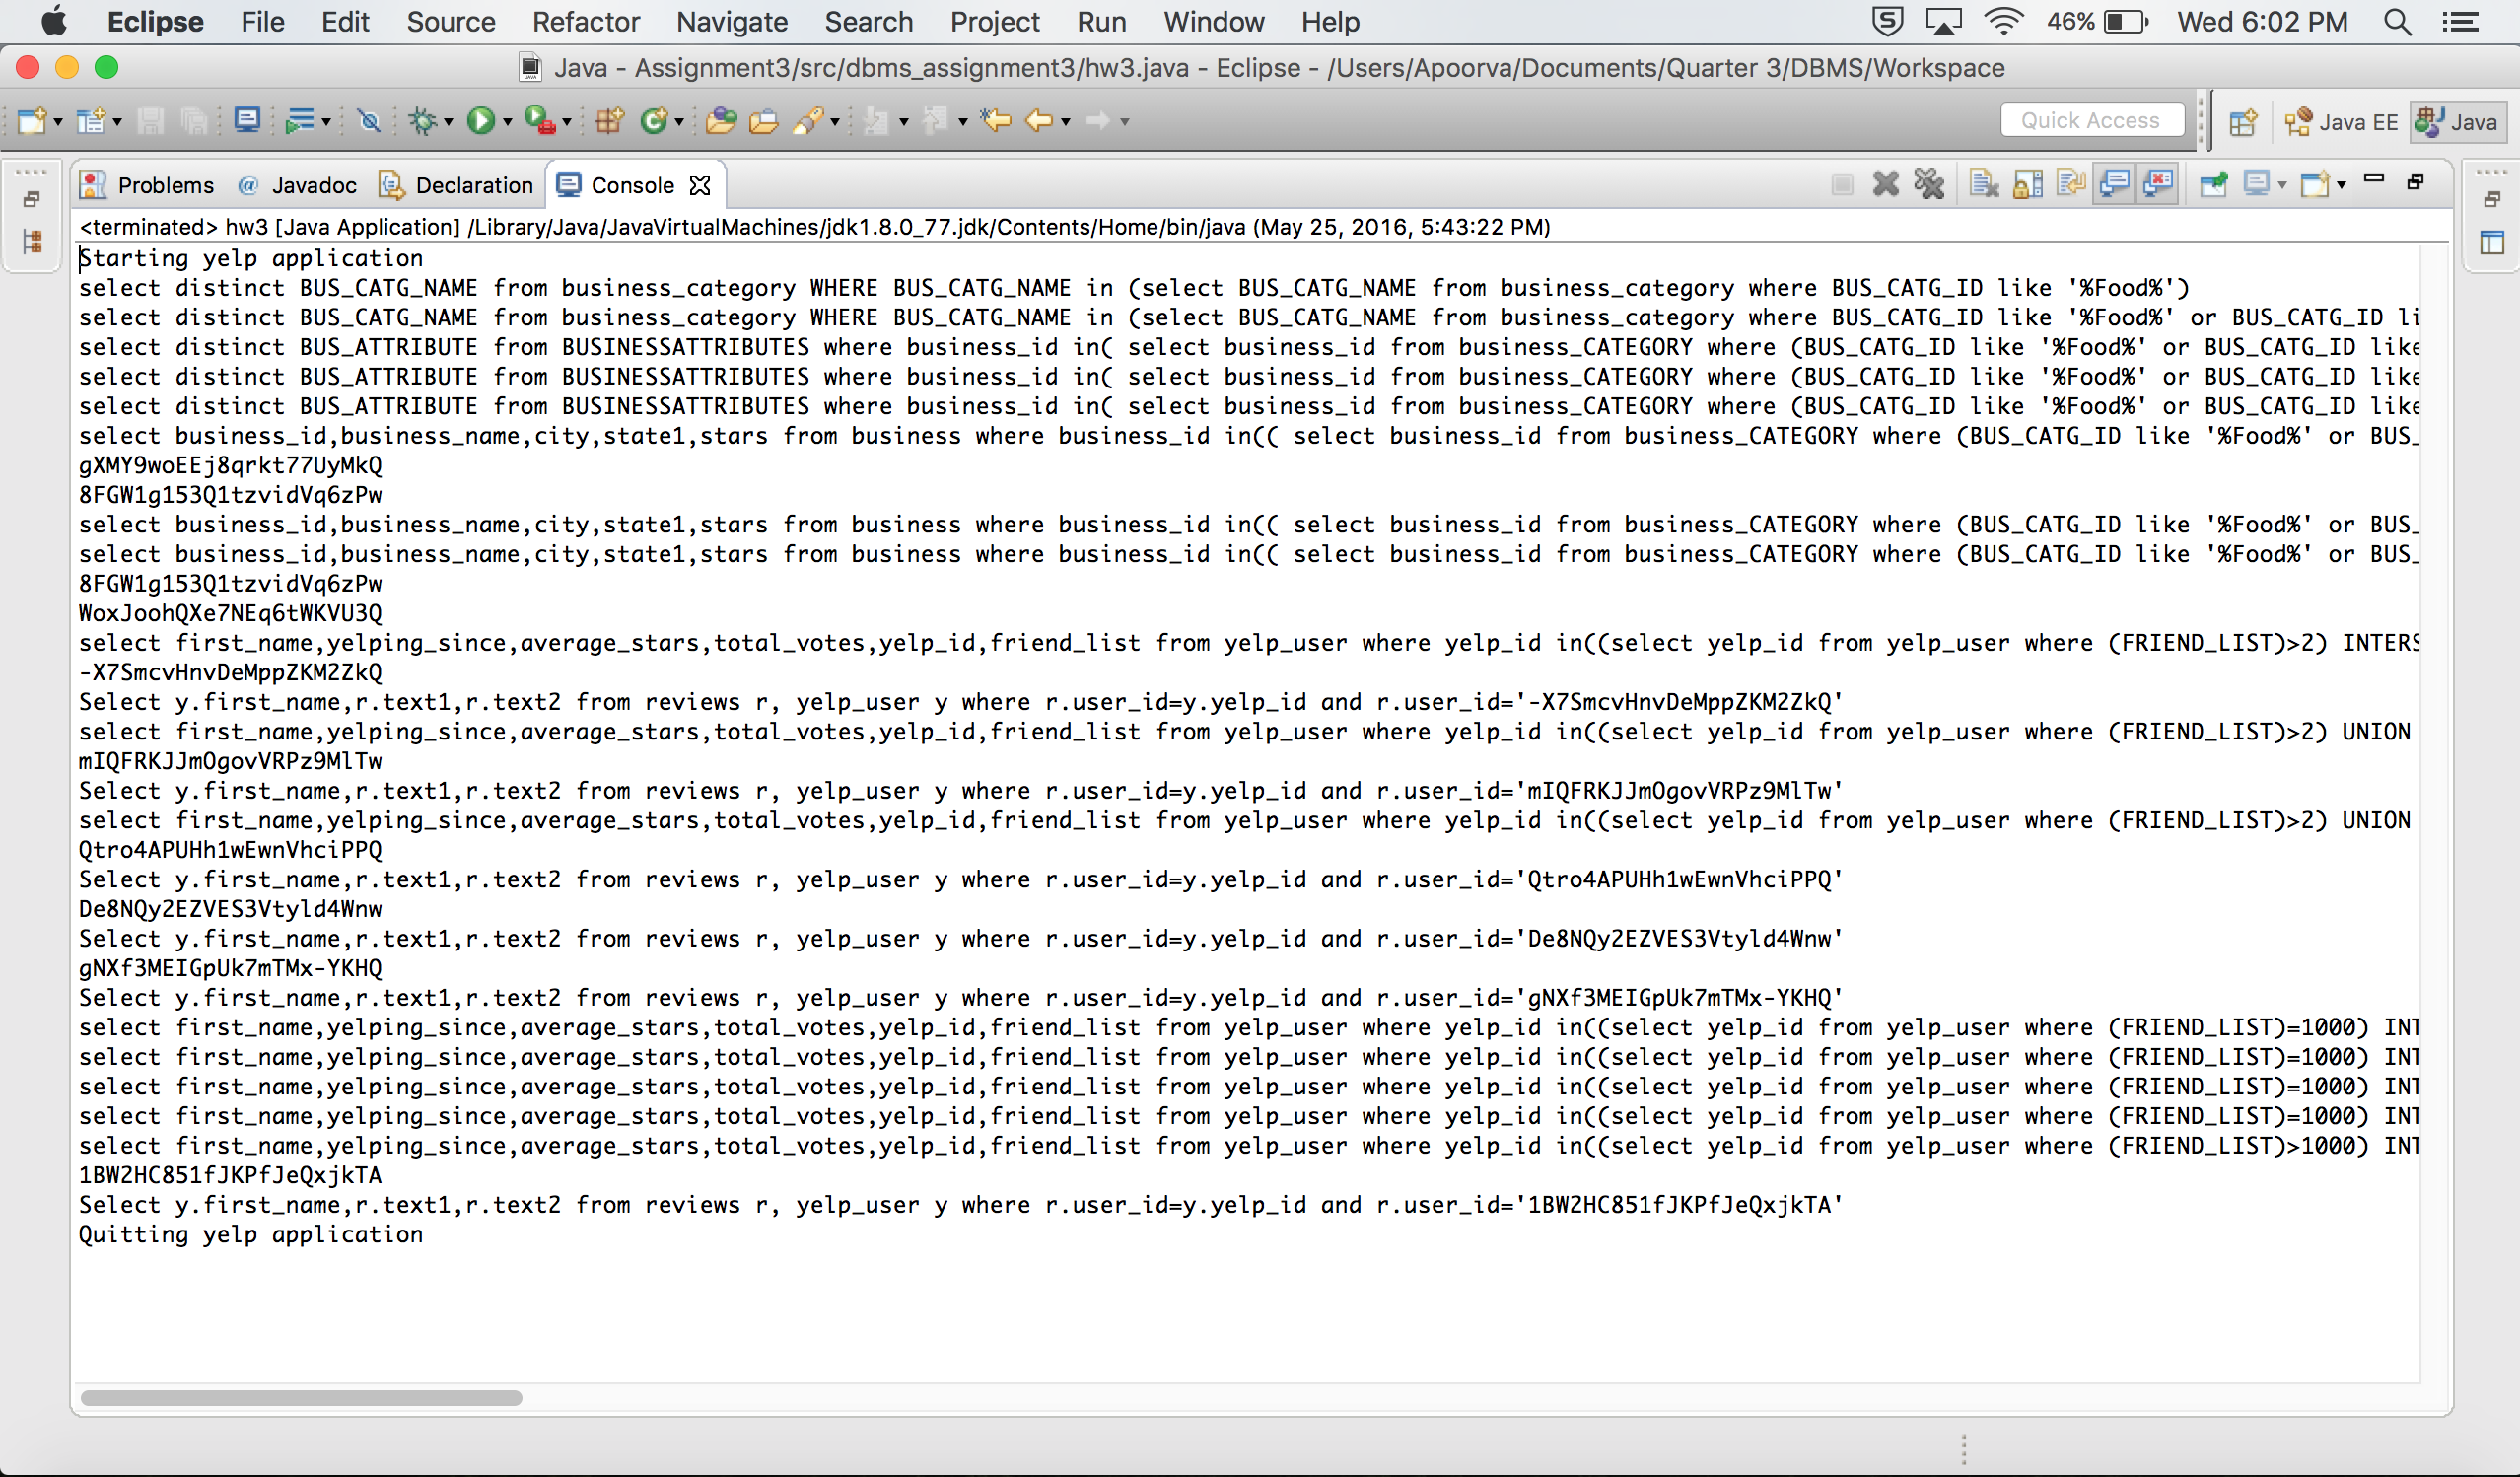 Eclipse File Edit Source Refactor Navigate Search Project Run Window Help 46% Wed 6:02 PM
Java - Assignment3/src/dbms_assignment3/hw3.java - Eclipse - /Users/Apoorva/Documents/Quarter 3/DBMS/Workspace
Quick Access Java EE Java
Problems Javadoc Declaration Console
<terminated> hw3 [Java Application] /Library/Java/JavaVirtualMachines/jdk1.8.0_77.jdk/Contents/Home/bin/java (May 25, 2016, 5:43:22 PM)
Starting yelp application
select distinct BUS_CATG_NAME from business_category WHERE BUS_CATG_NAME in (select BUS_CATG_NAME from business_category where BUS_CATG_ID like '%Food%')
select distinct BUS_CATG_NAME from business_category WHERE BUS_CATG_NAME in (select BUS_CATG_NAME from business_category where BUS_CATG_ID like '%Food%' or BUS_CATG_ID li
select distinct BUS_ATTRIBUTE from BUSINESSATTRIBUTES where business_id in( select business_id from business_CATEGORY where (BUS_CATG_ID like '%Food%' or BUS_CATG_ID like
select distinct BUS_ATTRIBUTE from BUSINESSATTRIBUTES where business_id in( select business_id from business_CATEGORY where (BUS_CATG_ID like '%Food%' or BUS_CATG_ID like
select distinct BUS_ATTRIBUTE from BUSINESSATTRIBUTES where business_id in( select business_id from business_CATEGORY where (BUS_CATG_ID like '%Food%' or BUS_CATG_ID like
select business_id,business_name,city,state1,stars from business where business_id in(( select business_id from business_CATEGORY where (BUS_CATG_ID like '%Food%' or BUS_
gXMY9woEEj8qrkt77UyMkQ
8FGW1g153Q1tzvidVq6zPw
select business_id,business_name,city,state1,stars from business where business_id in(( select business_id from business_CATEGORY where (BUS_CATG_ID like '%Food%' or BUS_
select business_id,business_name,city,state1,stars from business where business_id in(( select business_id from business_CATEGORY where (BUS_CATG_ID like '%Food%' or BUS_
8FGW1g153Q1tzvidVq6zPw
WoxJoohQXe7NEq6tWKVU3Q
select first_name,yelping_since,average_stars,total_votes,yelp_id,friend_list from yelp_user where yelp_id in((select yelp_id from yelp_user where (FRIEND_LIST)>2) INTERS
-X7SmcvHnvDeMppZKM2ZkQ
Select y.first_name,r.text1,r.text2 from reviews r, yelp_user y where r.user_id=y.yelp_id and r.user_id='-X7SmcvHnvDeMppZKM2ZkQ'
select first_name,yelping_since,average_stars,total_votes,yelp_id,friend_list from yelp_user where yelp_id in((select yelp_id from yelp_user where (FRIEND_LIST)>2) UNION
mIQFRKJJmOgovVRPz9MlTw
Select y.first_name,r.text1,r.text2 from reviews r, yelp_user y where r.user_id=y.yelp_id and r.user_id='mIQFRKJJmOgovVRPz9MlTw'
select first_name,yelping_since,average_stars,total_votes,yelp_id,friend_list from yelp_user where yelp_id in((select yelp_id from yelp_user where (FRIEND_LIST)>2) UNION
Qtro4APUHh1wEwnVhciPPQ
Select y.first_name,r.text1,r.text2 from reviews r, yelp_user y where r.user_id=y.yelp_id and r.user_id='Qtro4APUHh1wEwnVhciPPQ'
De8NQy2EZVES3Vtyld4Wnw
Select y.first_name,r.text1,r.text2 from reviews r, yelp_user y where r.user_id=y.yelp_id and r.user_id='De8NQy2EZVES3Vtyld4Wnw'
gNXf3MEIGpUk7mTMx-YKHQ
Select y.first_name,r.text1,r.text2 from reviews r, yelp_user y where r.user_id=y.yelp_id and r.user_id='gNXf3MEIGpUk7mTMx-YKHQ'
select first_name,yelping_since,average_stars,total_votes,yelp_id,friend_list from yelp_user where yelp_id in((select yelp_id from yelp_user where (FRIEND_LIST)=1000) INT
select first_name,yelping_since,average_stars,total_votes,yelp_id,friend_list from yelp_user where yelp_id in((select yelp_id from yelp_user where (FRIEND_LIST)=1000) INT
select first_name,yelping_since,average_stars,total_votes,yelp_id,friend_list from yelp_user where yelp_id in((select yelp_id from yelp_user where (FRIEND_LIST)=1000) INT
select first_name,yelping_since,average_stars,total_votes,yelp_id,friend_list from yelp_user where yelp_id in((select yelp_id from yelp_user where (FRIEND_LIST)=1000) INT
select first_name,yelping_since,average_stars,total_votes,yelp_id,friend_list from yelp_user where yelp_id in((select yelp_id from yelp_user where (FRIEND_LIST)>1000) INT
1BW2HC851fJKPfJeQxjkTA
Select y.first_name,r.text1,r.text2 from reviews r, yelp_user y where r.user_id=y.yelp_id and r.user_id='1BW2HC851fJKPfJeQxjkTA'
Quitting yelp application